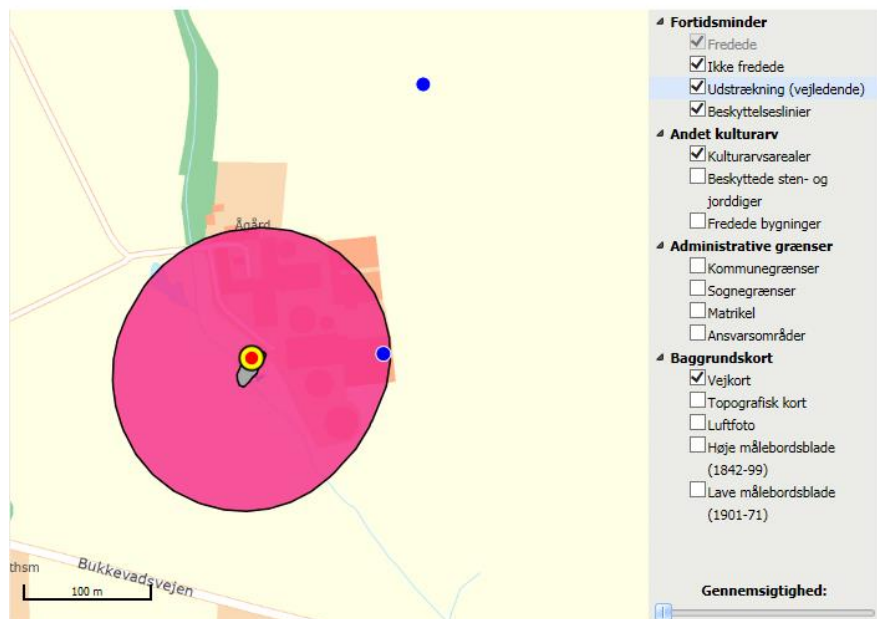 Ågård
Bukkevadsvejen
thsm
100 m
Fortidsminder
Fredede
Ikke fredede
Udstrækning (vejledende)
Beskyttelseslinier
Andet kulturarv
Kulturarvsarealer
Beskyttede sten- og
jorddiger
Fredede bygninger
Administrative grænser
Kommunegrænser
Sognegrænser
Matrikel
Ansvarsområder
Baggrundskort
Vejkort
Topografisk kort
Luftfoto
Høje målebordsblade
(1842-99)
Lave målebordsblade
(1901-71)
Gennemsigtighed: